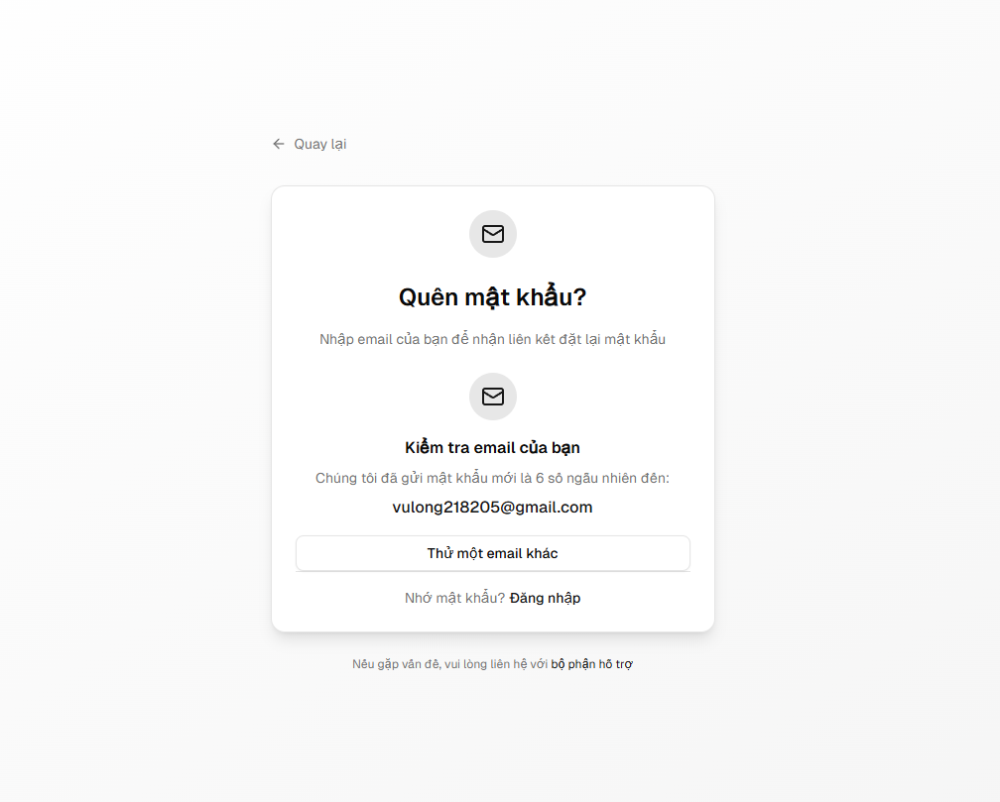 Quay lại
Quên mật khẩu?
Nhập email của bạn để nhận liên kết đặt lại mật khẩu
Kiểm tra email của bạn
Chúng tôi đã gửi mật khẩu mới là 6 số ngẫu nhiên đến:
vulong218205@gmail.com
Thử một email khác
Nhớ mật khẩu? Đăng nhập
Nếu gặp vấn đề, vui lòng liên hệ với bộ phận hỗ trợ